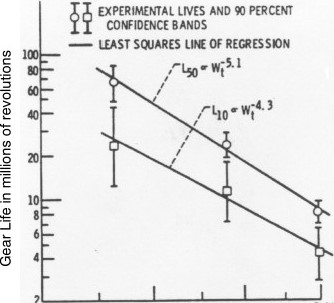 EXPERIMENTAL LIVES AND 90 PERCENT
CONFIDENCE BANDS
LEAST SQUARES LINE OF REGRESSION
L50 ∝ Wt^-5.1
L10 ∝ Wt^-4.3
Gear Life in millions of revolutions
100
80
60
40
20
10
8
6
4
2